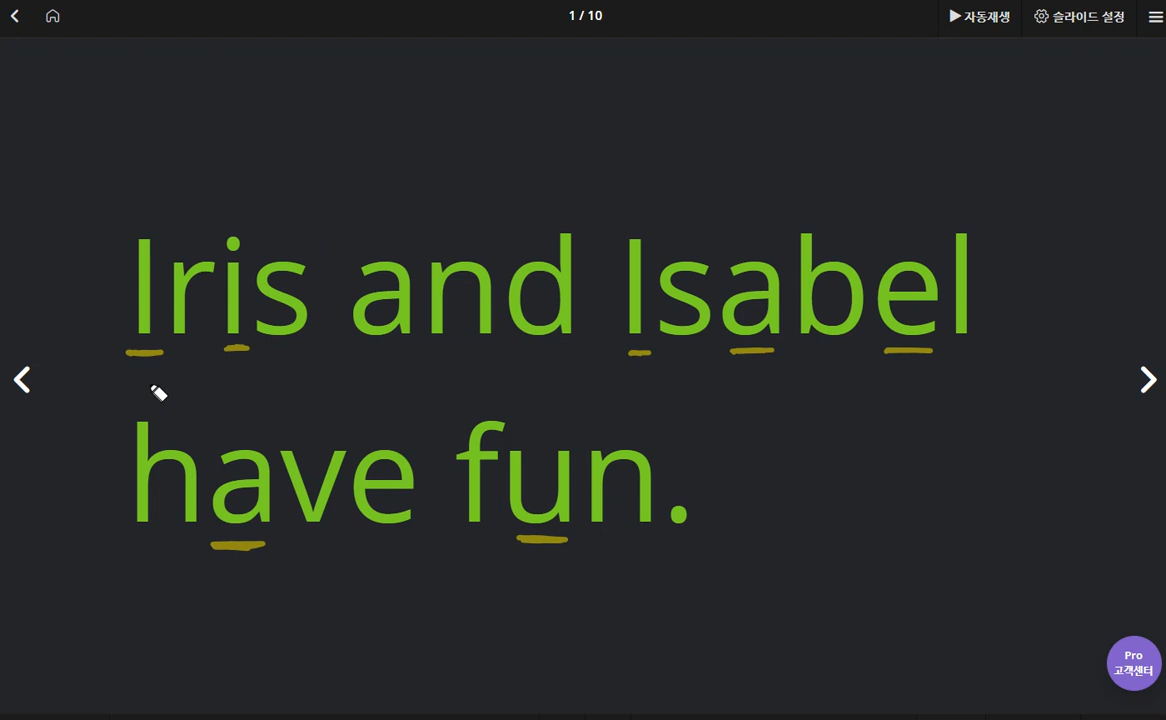 1 / 10
자동재생
슬라이드 설정
Iris and Isabel
have fun.
Pro
고객센터